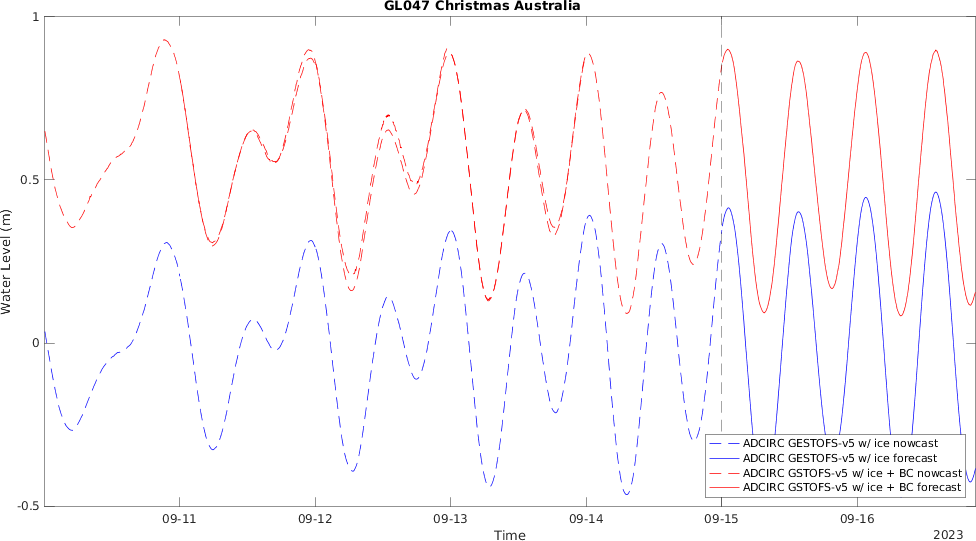 GL047 Christmas Australia
1
0.5
0
-0.5
Water Level (m)
ADCIRC GESTOFS-v5 w/ ice nowcast
ADCIRC GESTOFS-v5 w/ ice forecast
ADCIRC GSTOFS-v5 w/ ice + BC nowcast
ADCIRC GSTOFS-v5 w/ ice + BC forecast
09-11 09-12 09-13 09-14 09-15 09-16
Time
2023